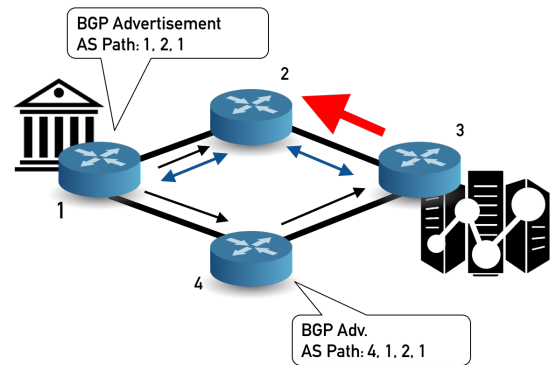 BGP Advertisement
AS Path: 1, 2, 1
2
3
1
4
BGP Adv.
AS Path: 4, 1, 2, 1